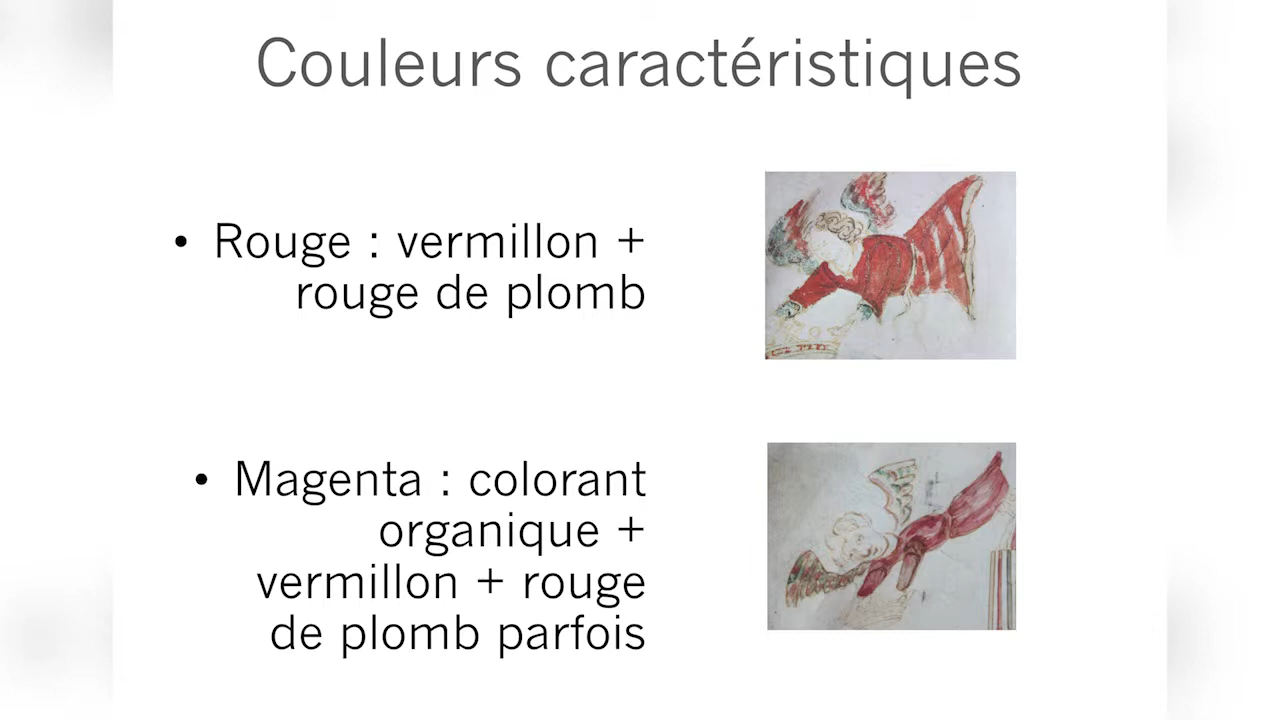 Couleurs caractéristiques
• Rouge : vermillon +
rouge de plomb
• Magenta : colorant
organique +
vermillon + rouge
de plomb parfois